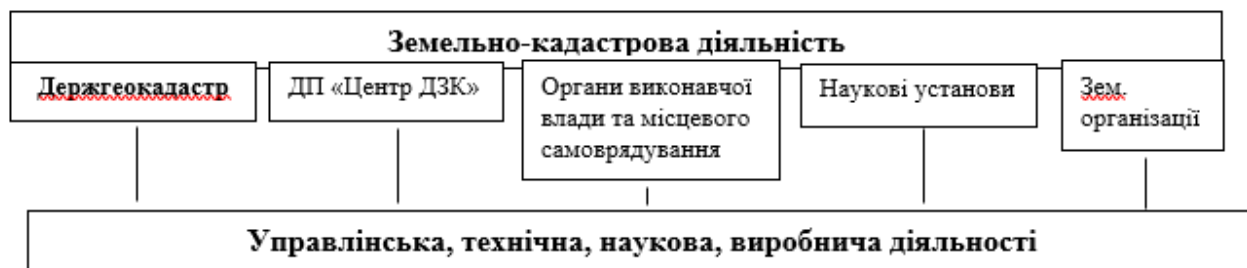 Земельно-кадастрова діяльність
Держгеокадастр
ДП «Центр ДЗК»
Органи виконавчої
влади та місцевого
самоврядування
Наукові установи
Зем.
організації
Управлінська, технічна, наукова, виробнича діяльності